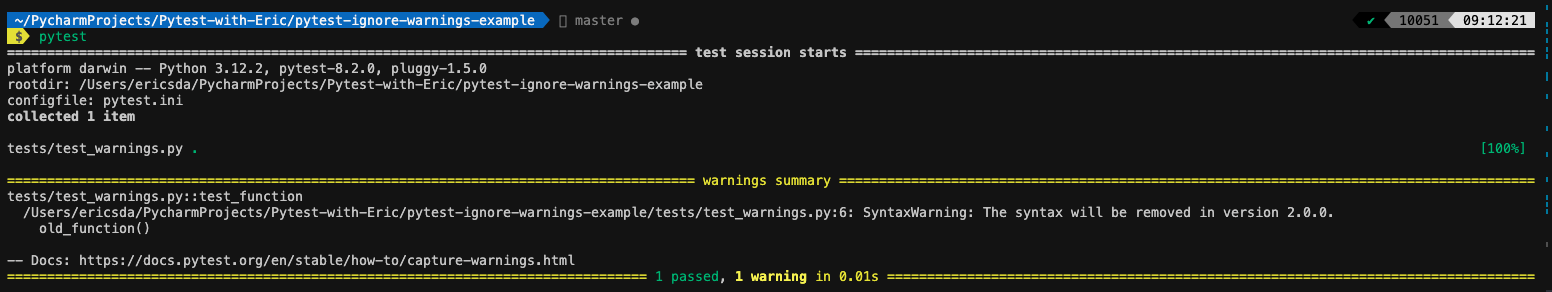 ~/PycharmProjects/Pytest-with-Eric/pytest-ignore-warnings-example master ● ✔ 10051 09:12:21
$ pytest
===================================================================================== test session starts =====================================================================================
platform darwin -- Python 3.12.2, pytest-8.2.0, pluggy-1.5.0
rootdir: /Users/ericsda/PycharmProjects/Pytest-with-Eric/pytest-ignore-warnings-example
configfile: pytest.ini
collected 1 item
tests/test_warnings.py . [100%]
====================================================================================== warnings summary =======================================================================================
tests/test_warnings.py::test_function
/Users/ericsda/PycharmProjects/Pytest-with-Eric/pytest-ignore-warnings-example/tests/test_warnings.py:6: SyntaxWarning: The syntax will be removed in version 2.0.0.
old_function()
-- Docs: https://docs.pytest.org/en/stable/how-to/capture-warnings.html
================================================================================ 1 passed, 1 warning in 0.01s =================================================================================